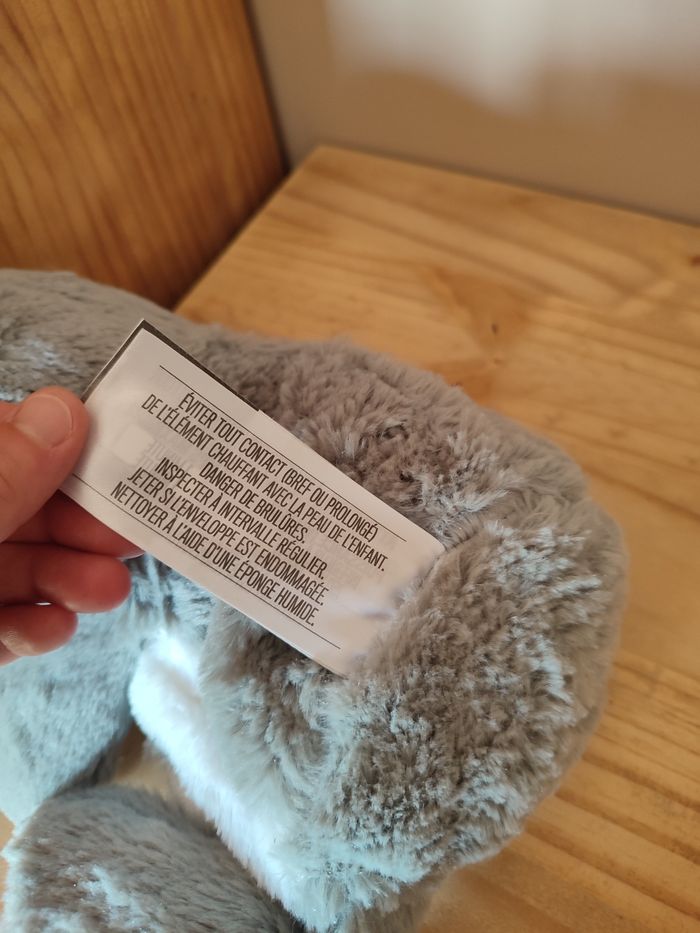 ÉVITER TOUT CONTACT (BREF OU PROLONGÉ)
DE L'ÉLÉMENT CHAUFFANT AVEC LA PEAU DE L'ENFANT.
DANGER DE BRULÛRES.
INSPECTER À INTERVALLE RÉGULIER.
JETER SI L'ENVELOPPE EST ENDOMMAGÉE.
NETTOYER À L'AIDE D'UNE ÉPONGE HUMIDE.